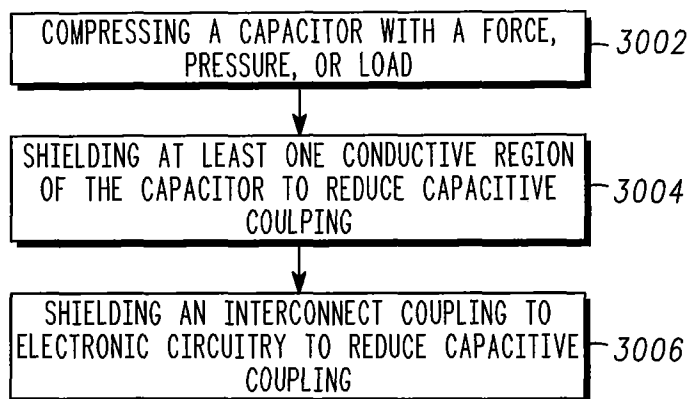 COMPRESSING A CAPACITOR WITH A FORCE,
PRESSURE, OR LOAD
3002
SHIELDING AT LEAST ONE CONDUCTIVE REGION
OF THE CAPACITOR TO REDUCE CAPACITIVE
COULPING
3004
SHIELDING AN INTERCONNECT COUPLING TO
ELECTRONIC CIRCUITRY TO REDUCE CAPACITIVE
COUPLING
3006